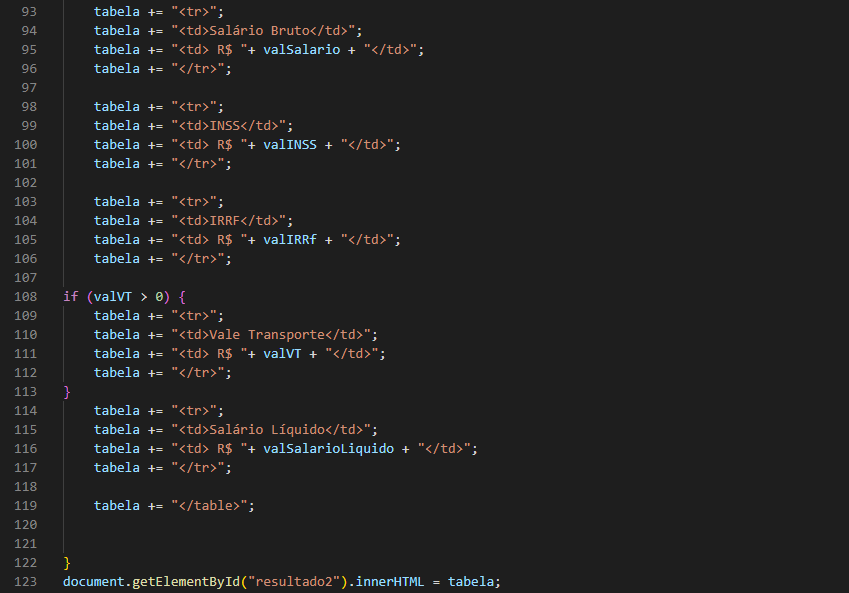 93 tabela += "<tr>";
94 tabela += "<td>Salário Bruto</td>";
95 tabela += "<td> R$ "+ valSalario + "</td>";
96 tabela += "</tr>";
97
98 tabela += "<tr>";
99 tabela += "<td>INSS</td>";
100 tabela += "<td> R$ "+ valINSS + "</td>";
101 tabela += "</tr>";
102
103 tabela += "<tr>";
104 tabela += "<td>IRRF</td>";
105 tabela += "<td> R$ "+ valIRRf + "</td>";
106 tabela += "</tr>";
107
108 if (valVT > 0) {
109 tabela += "<tr>";
110 tabela += "<td>Vale Transporte</td>";
111 tabela += "<td> R$ "+ valVT + "</td>";
112 tabela += "</tr>";
113 }
114 tabela += "<tr>";
115 tabela += "<td>Salário Líquido</td>";
116 tabela += "<td> R$ "+ valSalarioLiquido + "</td>";
117 tabela += "</tr>";
118
119 tabela += "</table>";
120
121
122 }
123 document.getElementById("resultado2").innerHTML = tabela;